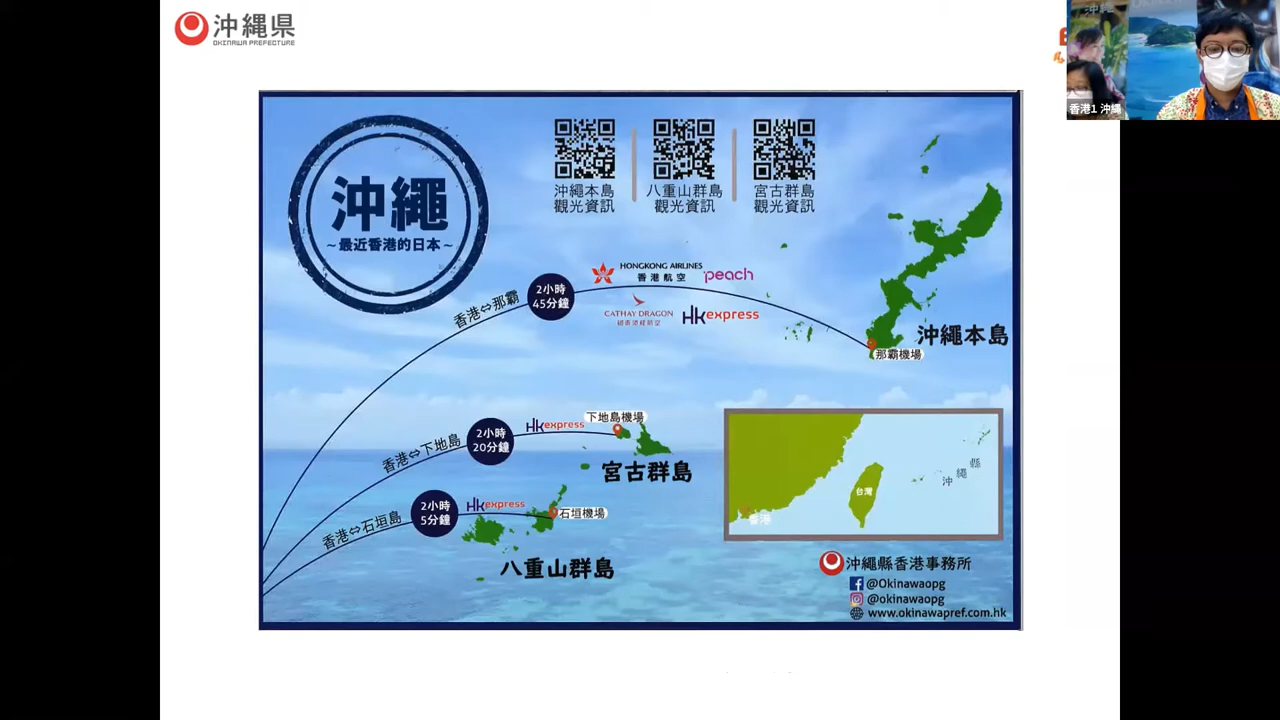 沖縄県
OKINAWA PREFECTURE
沖繩
~最近香港的日本~
沖繩本島
觀光資訊
八重山群島
觀光資訊
宮古群島
觀光資訊
HONGKONG AIRLINES
香港航空
peach
CATHAY DRAGON
HK express
香港⇔那霸
2小時
45分鐘
沖繩本島
那霸機場
香港⇔下地島
2小時
20分鐘
HK express
下地島機場
宮古群島
香港⇔石垣島
2小時
5分鐘
HK express
石垣機場
八重山群島
台灣
香港
沖繩縣
沖繩縣香港事務所
@Okinawaopg
@okinawaopg
www.okinawapref.com.hk
香港1 沖繩